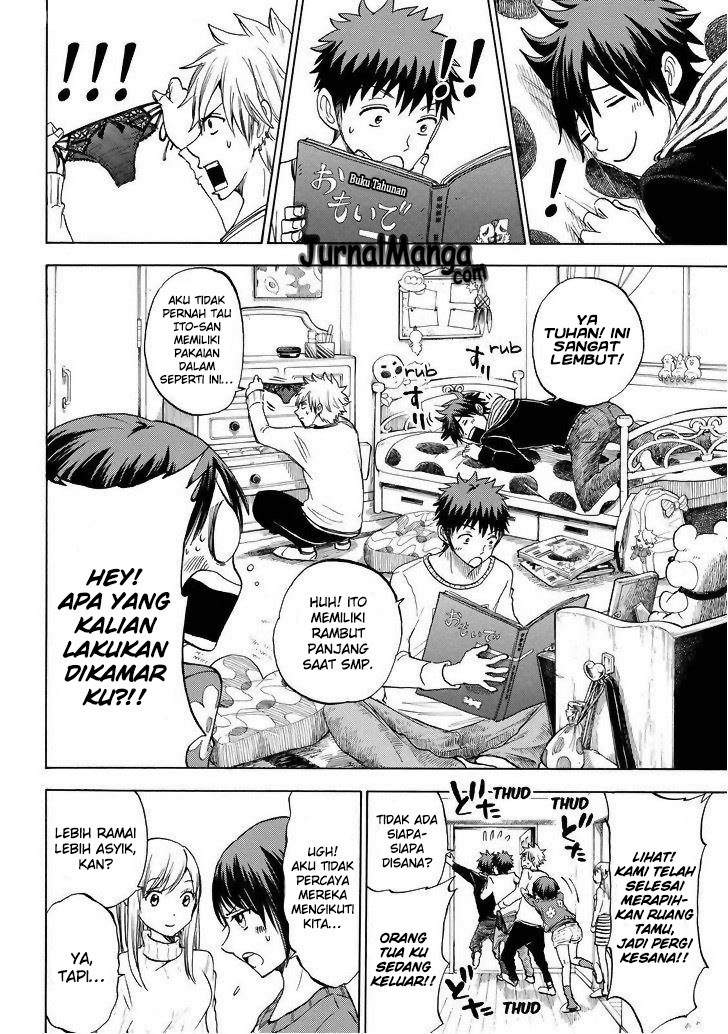 !!
Buku Tahunan
おもいで
!!
!!!
JurnalManga
.com
YA
TUHAN! INI
SANGAT
LEMBUT!
rub
rub
AKU TIDAK
PERNAH TAU
ITO-SAN
MEMILIKI
PAKAIAN
DALAM
SEPERTI INI...
HUH! ITO
MEMILIKI
RAMBUT
PANJANG
SAAT SMP.
おもいで
HEY!
APA YANG
KALIAN
LAKUKAN
DIKAMAR
KU?!!
THUD
THUD
LIHAT!
KAMI TELAH
SELESAI
MERAPIH-
KAN RUANG
TAMU,
JADI PERGI
KESANA!
TIDAK ADA
SIAPA-
SIAPA
DISANA?
ORANG
TUA KU
SEDANG
KELUAR!!
THUD
UGH!
AKU TIDAK
PERCAYA
MEREKA
MENGIKUTI
KITA...
LEBIH RAMAI
LEBIH ASYIK,
KAN?
YA,
TAPI...